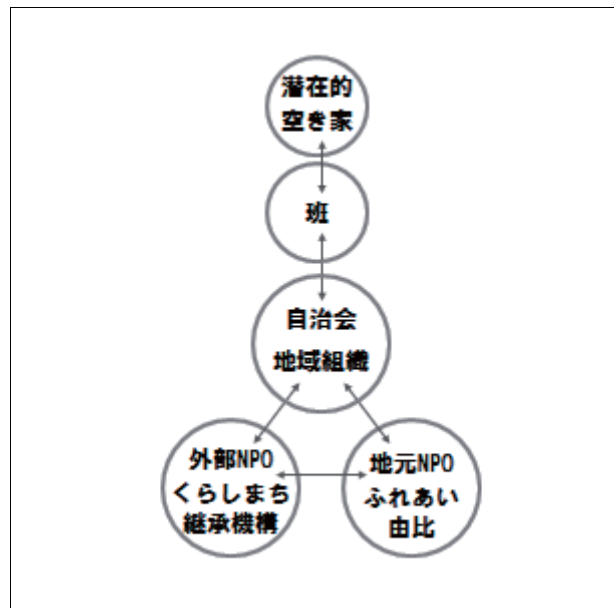 潜在的
空き家
班
自治会
地域組織
外部NPO
くらしまち
継承機構
地元NPO
ふれあい
由比